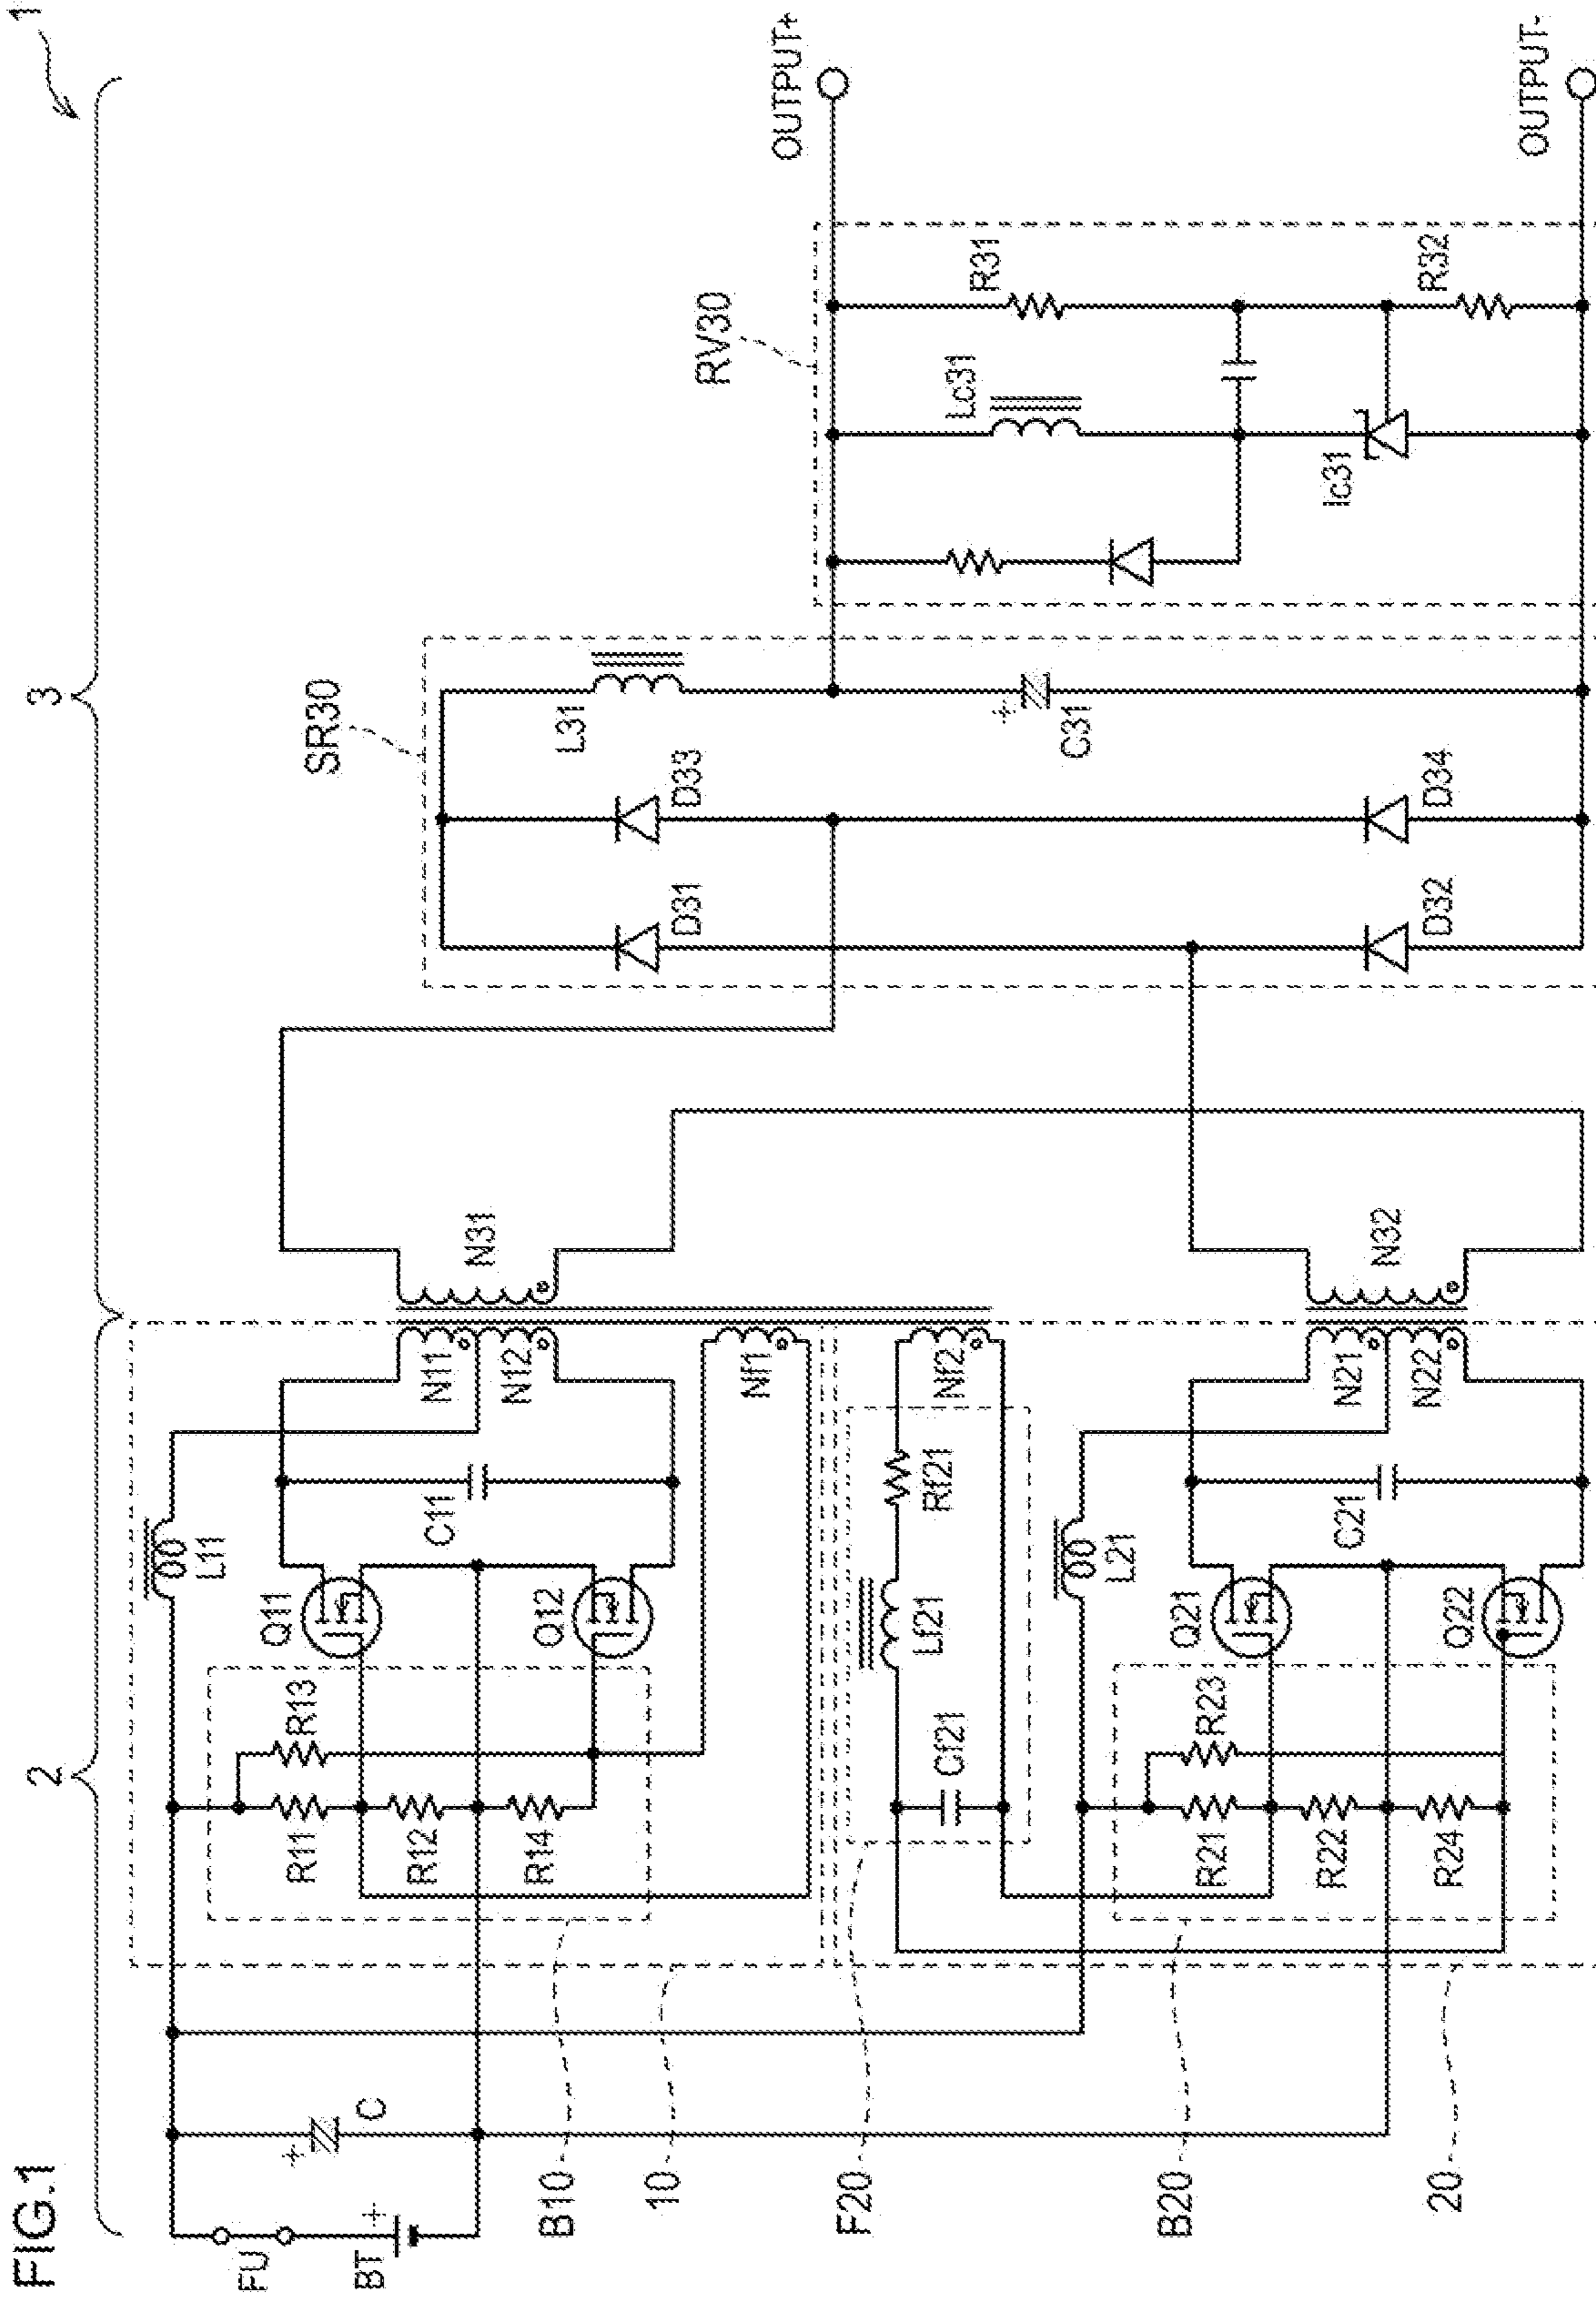 FIG.1
1
2
3
FU
BT
+
C
+
B10
10
F20
B20
20
R11
R13
R12
R14
Q11
Q12
L11
C11
N11
N12
Nf1
N31
Cf21
Lf21
Rf21
Nf2
R21
R23
R22
R24
Q21
Q22
L21
C21
N21
N22
N32
SR30
D31
D33
D32
D34
L31
+
C31
RV30
Lc31
Ic31
R31
R32
OUTPUT+
OUTPUT-